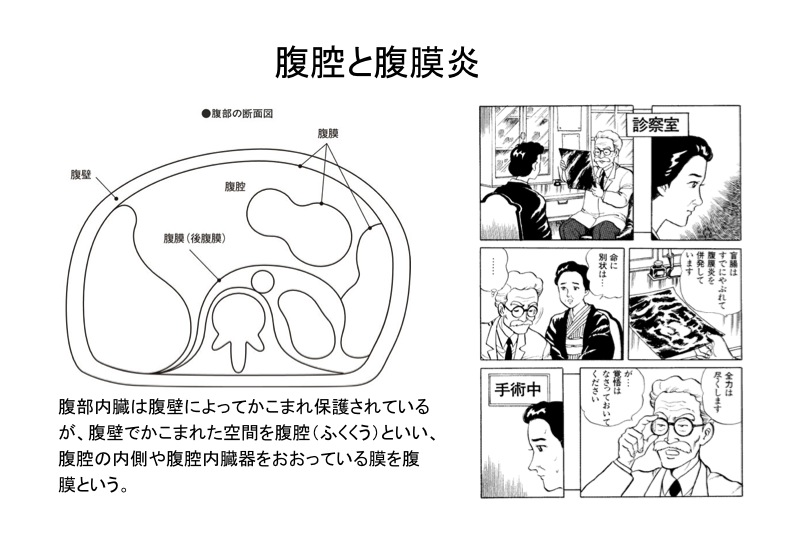 腹腔と腹膜炎
●腹部の断面図
腹膜
腹壁
腹腔
腹膜（後腹膜）
腹部内臓は腹壁によってかこまれ保護されている
が、腹壁でかこまれた空間を腹腔（ふくくう）といい、
腹腔の内側や腹腔内臓器をおおっている膜を腹
膜という。
診察室
盲腸は
すでにやぶれて
腹膜炎を
併発して
います
命に
別状は…
……
手術中
全力は
尽くします
が…
覚悟は
なさっておいて
ください